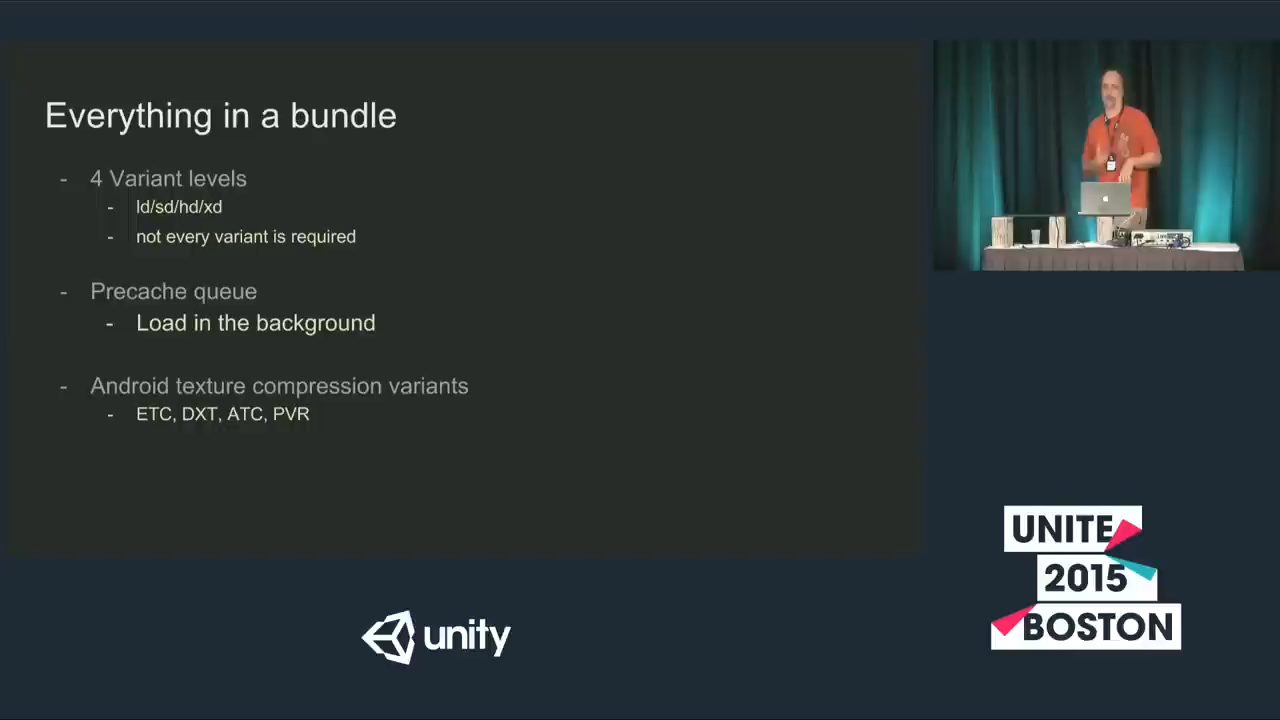 Everything in a bundle
- 4 Variant levels
- ld/sd/hd/xd
- not every variant is required
- Precache queue
- Load in the background
- Android texture compression variants
- ETC, DXT, ATC, PVR
unity
UNITE
2015
BOSTON